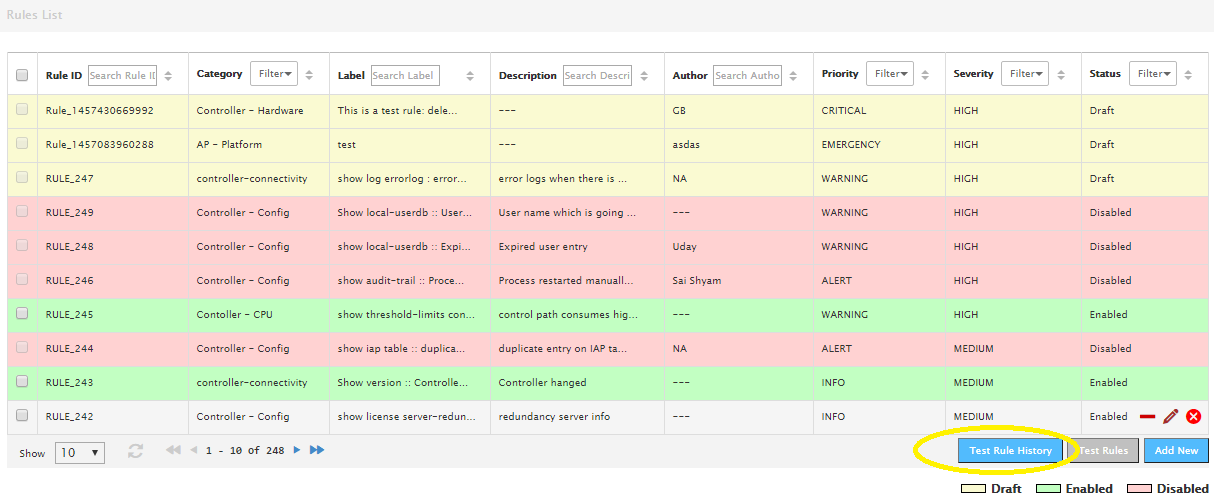 Rules List
Rule ID Search Rule I Category Filter Label Search Label Description Search Descri Author Search Autho Priority Filter Severity Filter Status Filter
Rule_1457430669992 Controller - Hardware This is a test rule: dele... --- GB CRITICAL HIGH Draft
Rule_1457083960288 AP - Platform test --- asdas EMERGENCY HIGH Draft
RULE_247 controller-connectivity show log errorlog : error... error logs when there is ... NA WARNING HIGH Draft
RULE_249 Controller - Config Show local-userdb :: User... User name which is going ... --- WARNING HIGH Disabled
RULE_248 Controller - Config show local-userdb :: Expi... Expired user entry Uday WARNING HIGH Disabled
RULE_246 Controller - Config show audit-trail :: Proce... Process restarted manuall... Sai Shyam ALERT HIGH Disabled
RULE_245 Contoller - CPU show threshold-limits con... control path consumes hig... --- WARNING HIGH Enabled
RULE_244 Controller - Config show iap table :: duplica... duplicate entry on IAP ta... NA ALERT MEDIUM Disabled
RULE_243 controller-connectivity Show version :: Controlle... Controller hanged --- INFO MEDIUM Enabled
RULE_242 Controller - Config show license server-redun... redundancy server info --- INFO MEDIUM Enabled
Show 10 1 - 10 of 248 Test Rule History Test Rules Add New
Draft Enabled Disabled